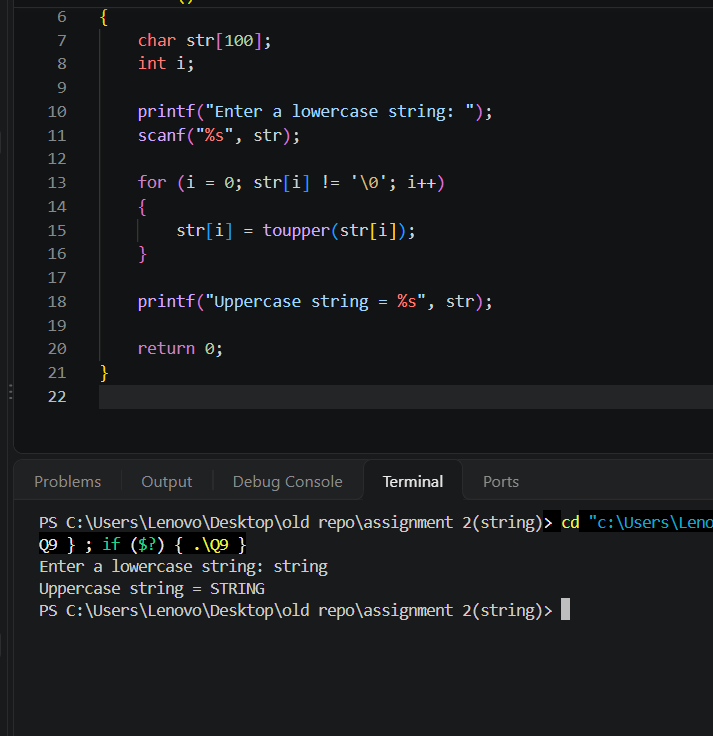 6 {
7 char str[100];
8 int i;
9
10 printf("Enter a lowercase string: ");
11 scanf("%s", str);
12
13 for (i = 0; str[i] != '\0'; i++)
14 {
15 str[i] = toupper(str[i]);
16 }
17
18 printf("Uppercase string = %s", str);
19
20 return 0;
21 }
22
Problems Output Debug Console Terminal Ports
PS C:\Users\Lenovo\Desktop\old repo\assignment 2(string)> cd "c:\Users\Leno
Q9 } ; if ($?) { .\Q9 }
Enter a lowercase string: string
Uppercase string = STRING
PS C:\Users\Lenovo\Desktop\old repo\assignment 2(string)>